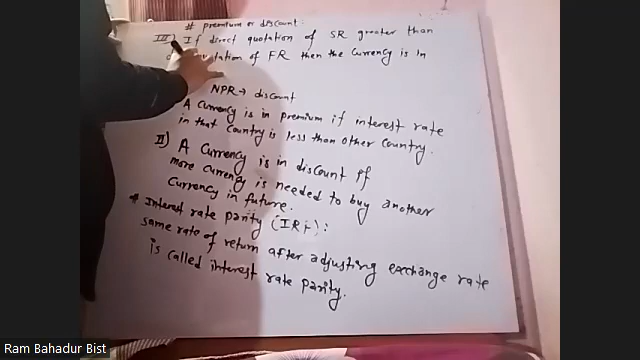 # premium or discount:
III) If direct quotation of SR greater than
quotation of FR then the currency is in
NPR → discount
A currency is in premium if interest rate
in that country is less than other country.
II) A currency is in discount if
more currency is needed to buy another
currency in future.
# Interest rate parity (IRP):
same rate of return after adjusting exchange rate
is called interest rate parity.
Ram Bahadur Bist